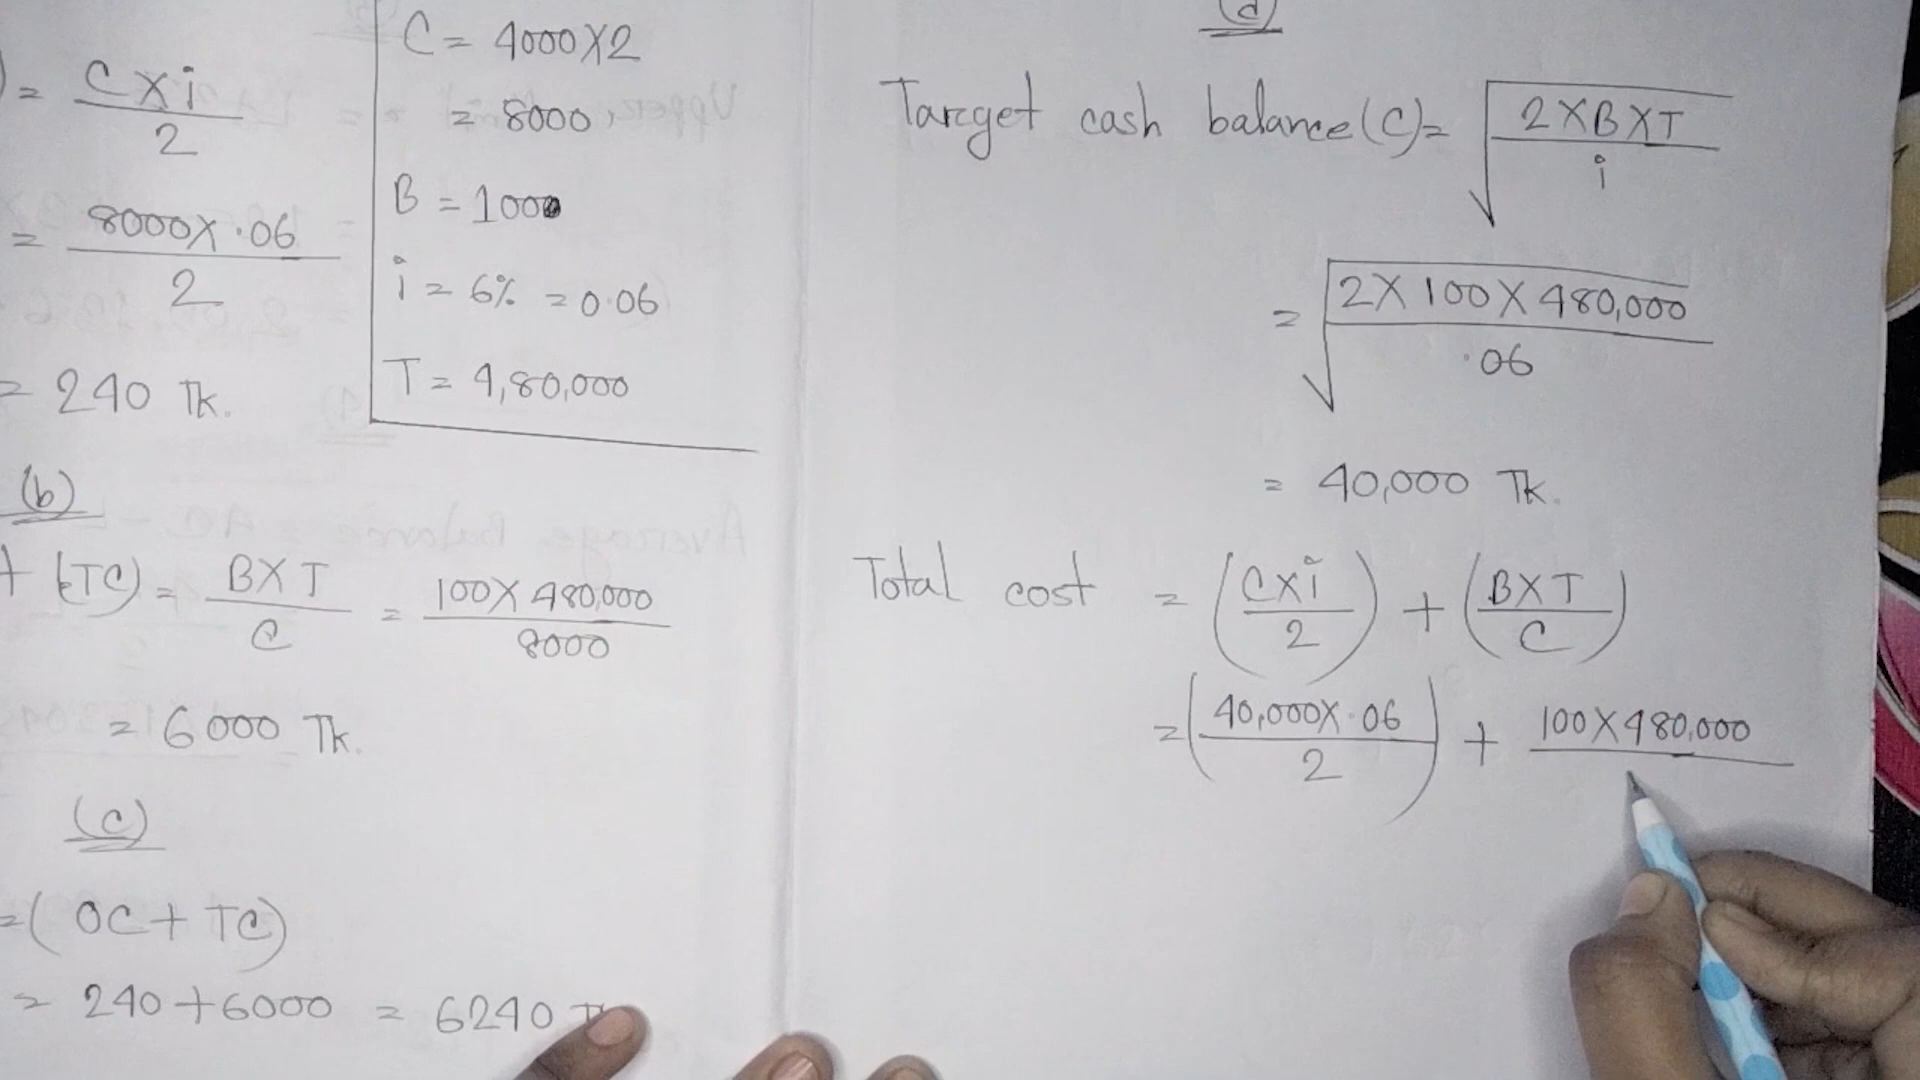 ) = C X i / 2
= 8000 X .06 / 2
= 240 Tk.
C = 4000 X 2
= 8000
B = 1000
i = 6% = 0.06
T = 4,80,000
(b)
(TC) = B X T / C = 100 X 480,000 / 8000
= 6000 Tk.
(c)
= (OC + TC)
= 240 + 6000 = 6240 Tk
(d)
Target cash balance (C) = √ 2 X B X T / i
= √ 2 X 100 X 480,000 / .06
= 40,000 Tk.
Total cost = (C X i / 2) + (B X T / C)
= (40,000 X .06 / 2) + 100 X 480,000